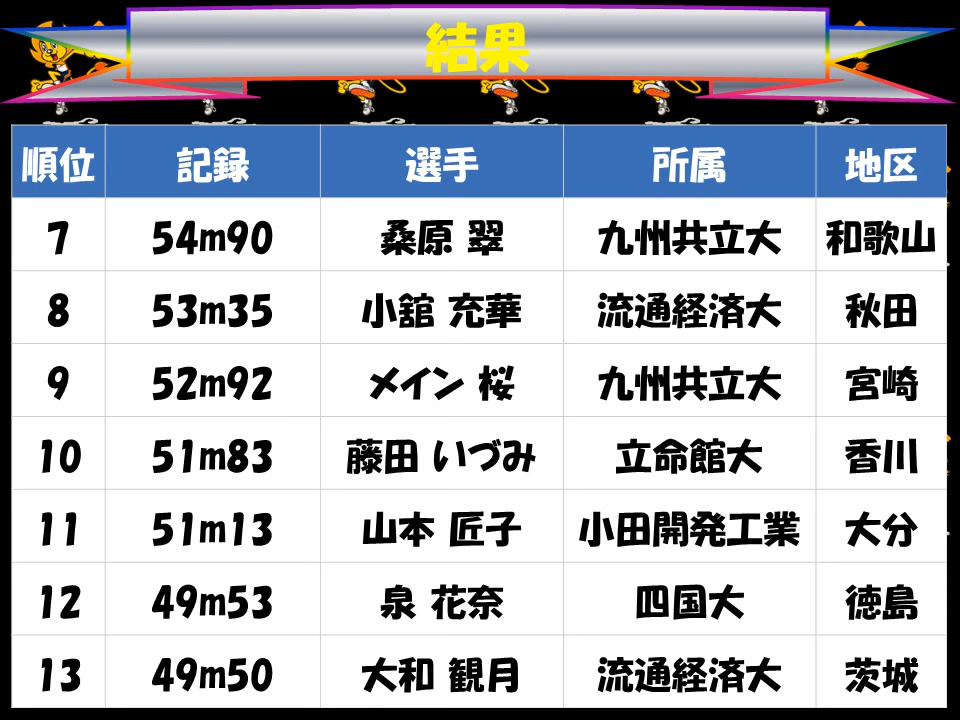 結果
順位 記録 選手 所属 地区
7 54m90 桑原 翠 九州共立大 和歌山
8 53m35 小舘 充華 流通経済大 秋田
9 52m92 メイン 桜 九州共立大 宮崎
10 51m83 藤田 いづみ 立命館大 香川
11 51m13 山本 匠子 小田開発工業 大分
12 49m53 泉 花奈 四国大 徳島
13 49m50 大和 観月 流通経済大 茨城